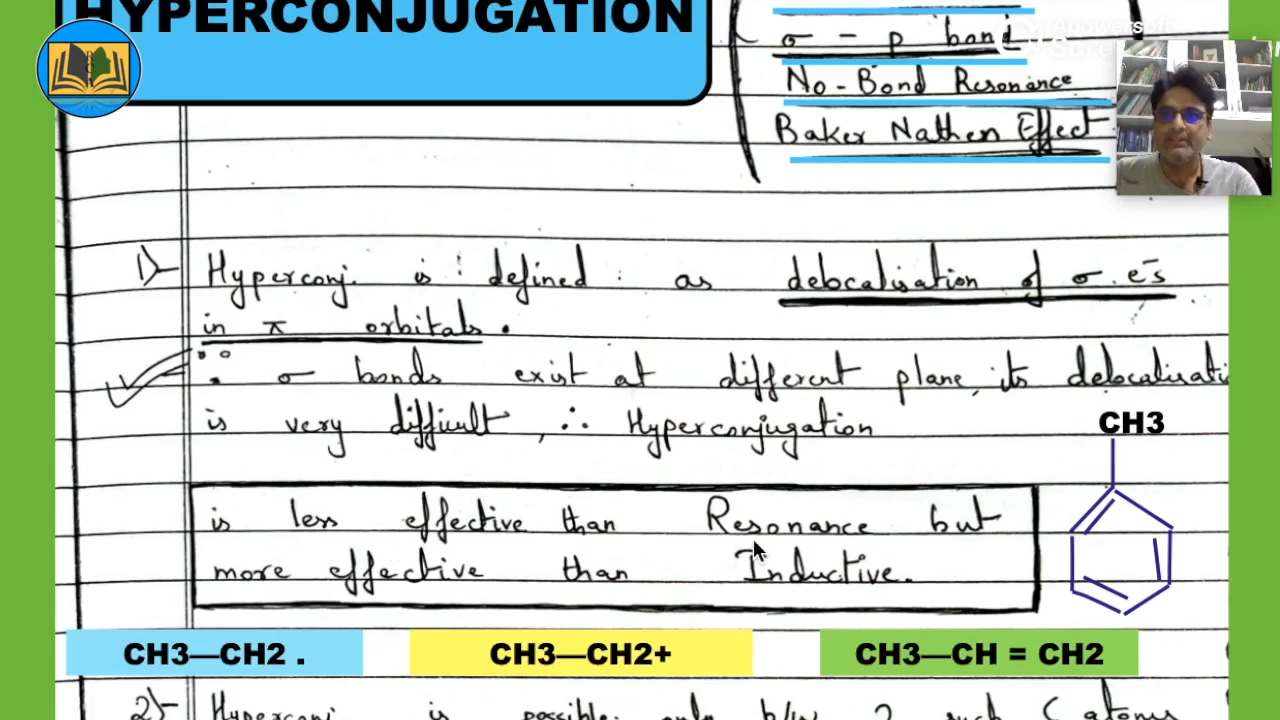 HYPERCONJUGATION
σ - p bond
No-Bond Resonance
Baker Nathen Effect
1) Hyperconj. is defined as delocalisation of σ e⁻s
in π orbitals.
∵ σ bonds exist at different plane, its delocalisati
is very difficult, ∴ Hyperconjugation
CH3
is less effective than Resonance but
more effective than Inductive.
CH3—CH2 .
CH3—CH2+
CH3—CH = CH2
2) Hyperconj. is possible only b/w 2 such C atoms